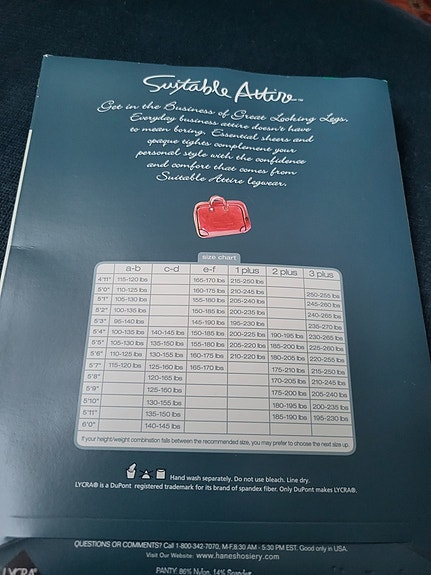 Suitable Attire™
Get in the Business of Great Looking Legs.
Everyday business attire doesn't have
to mean boring. Essential sheers and
opaque tights complement your
personal style with the confidence
and comfort that comes from
Suitable Attire legwear.
size chart
a-b c-d e-f 1 plus 2 plus 3 plus
4'11" 115-120 lbs 165-170 lbs 215-250 lbs
5'0" 110-125 lbs 160-175 lbs 210-245 lbs
5'1" 105-130 lbs 155-180 lbs 205-240 lbs 250-255 lbs
5'2" 100-135 lbs 150-185 lbs 200-235 lbs 245-260 lbs
5'3" 95-140 lbs 145-190 lbs 195-230 lbs 240-265 lbs
235-270 lbs
5'4" 100-135 lbs 140-145 lbs 150-185 lbs 200-225 lbs 190-195 lbs 230-265 lbs
5'5" 105-130 lbs 135-150 lbs 155-180 lbs 205-220 lbs 185-200 lbs 225-260 lbs
5'6" 110-125 lbs 130-155 lbs 160-175 lbs 210-220 lbs 180-205 lbs 220-255 lbs
5'7" 115-120 lbs 125-160 lbs 165-170 lbs 175-210 lbs 215-250 lbs
5'8" 120-165 lbs 170-205 lbs 210-245 lbs
5'9" 125-160 lbs 175-200 lbs 205-240 lbs
5'10" 130-155 lbs 180-195 lbs 200-235 lbs
5'11" 135-150 lbs 185-190 lbs 195-230 lbs
6'0" 140-145 lbs
If your height/weight combination falls between the recommended size, you may prefer to choose the next size up.
Hand wash separately. Do not use bleach. Line dry.
LYCRA® is a DuPont registered trademark for its brand of spandex fiber. Only DuPont makes LYCRA®.
QUESTIONS OR COMMENTS? Call 1-800-342-7070, M-F,8:30 AM - 5:30 PM EST. Good only in USA.
Visit Our Website: www.haneshosiery.com
LYCRA®
PANTY: 86% Nylon, 14% Spandex